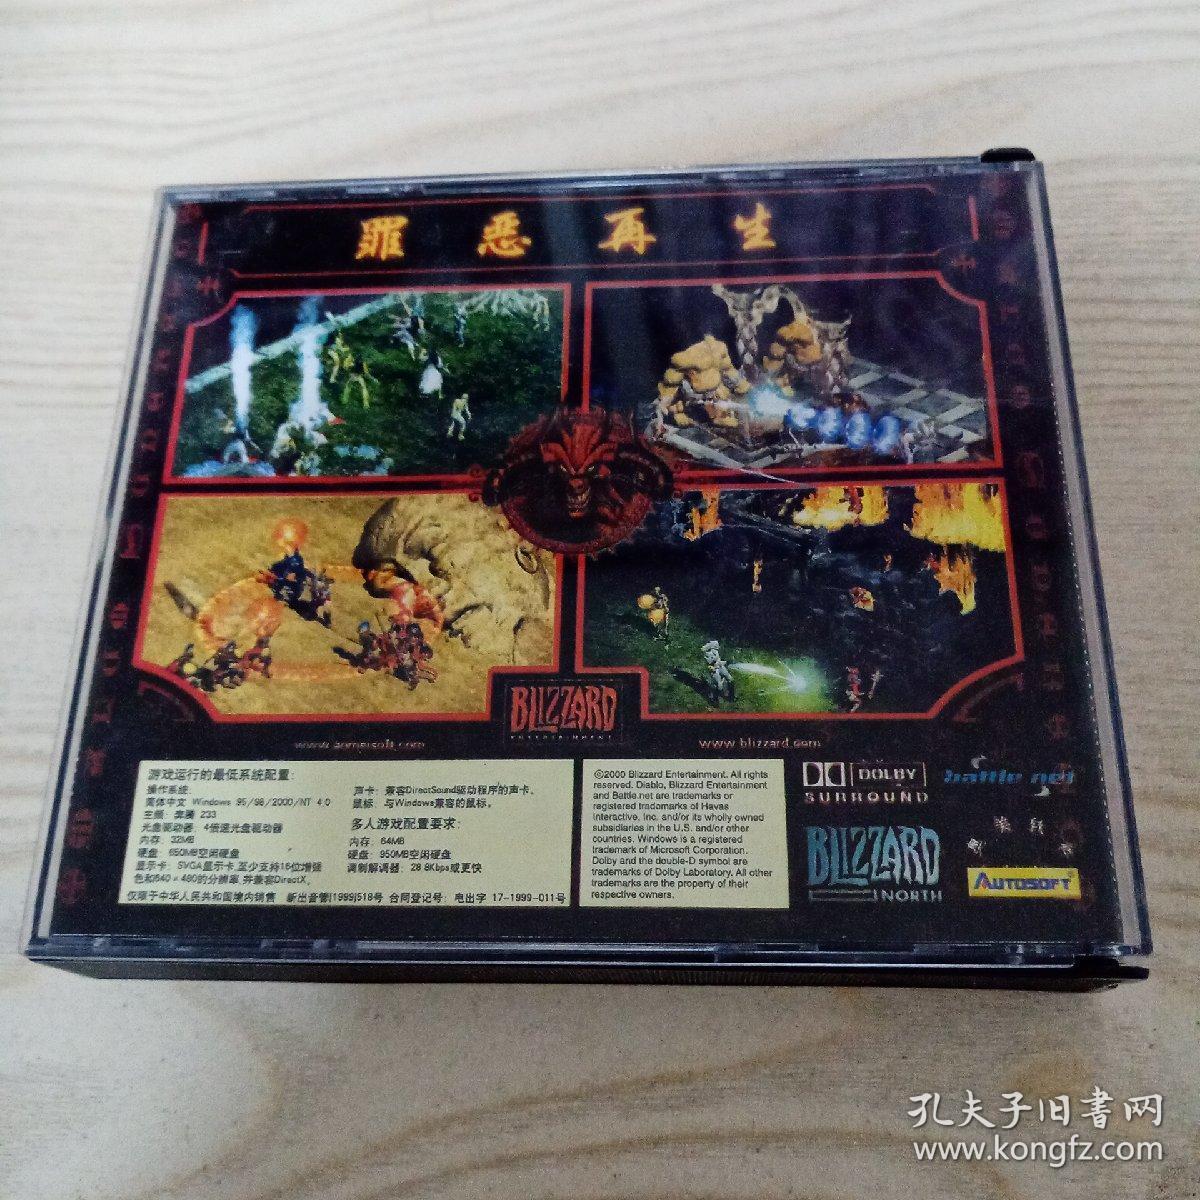 罪恶再生
BLIZZARD
ENTERTAINMENT
www.blizzard.com
游戏运行的最低系统配置:
操作系统:
简体中文 Windows 95/98/2000/NT 4.0
主频: 奔腾 233
光盘驱动器: 4倍速光盘驱动器
内存: 32MB
硬盘: 650MB空闲硬盘
显示卡: SVGA显示卡,至少支持16位增强
色和640×480的分辨率,并兼容DirectX。
声卡: 兼容DirectSound驱动程序的声卡。
鼠标: 与Windows兼容的鼠标。
多人游戏配置要求:
内存: 64MB
硬盘: 950MB空闲硬盘
调制解调器: 28.8Kbps或更快
仅限于中华人民共和国境内销售 新出音管[1999]518号 合同登记号: 电出字 17-1999-011号
©2000 Blizzard Entertainment. All rights
reserved. Diablo, Blizzard Entertainment
and Battle.net are trademarks or
registered trademarks of Havas
Interactive, Inc. and/or its wholly owned
subsidiaries in the U.S. and/or other
countries. Windowe is a registered
trademark of Microsoft Corporation.
Dolby and the double-D symbol are
trademarks of Dolby Laboratory. All other
trademarks are the property of their
respective owners.
DOLBY
SURROUND
battle.net
BLIZZARD
NORTH
AUTOSOFT
孔夫子旧书网
www.kongfz.com